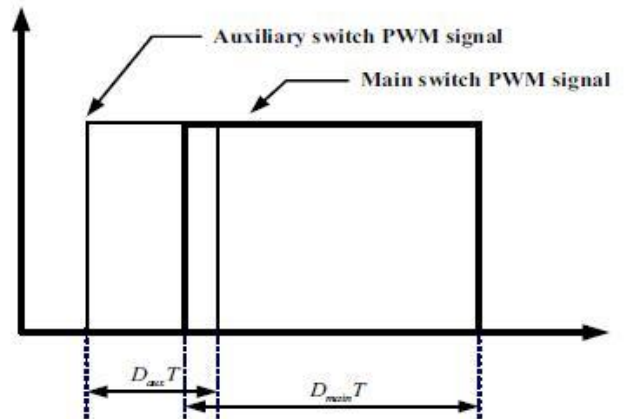 Auxiliary switch PWM signal
Main switch PWM signal
D_aux T
D_main T